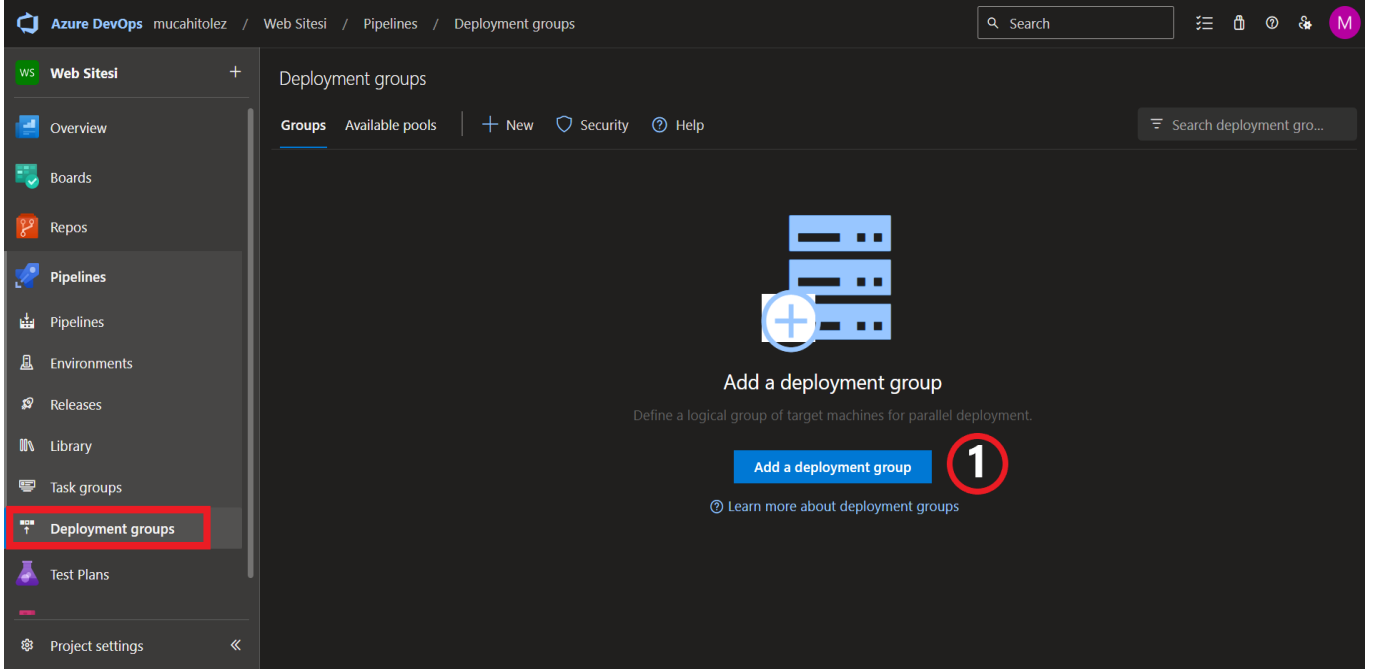 Azure DevOps mucahitolez / Web Sitesi / Pipelines / Deployment groups
Search
M
WS Web Sitesi +
Overview
Boards
Repos
Pipelines
Pipelines
Environments
Releases
Library
Task groups
Deployment groups
Test Plans
Project settings
Deployment groups
Groups Available pools New Security Help
Search deployment gro...
Add a deployment group
Define a logical group of target machines for parallel deployment.
Add a deployment group
1
Learn more about deployment groups